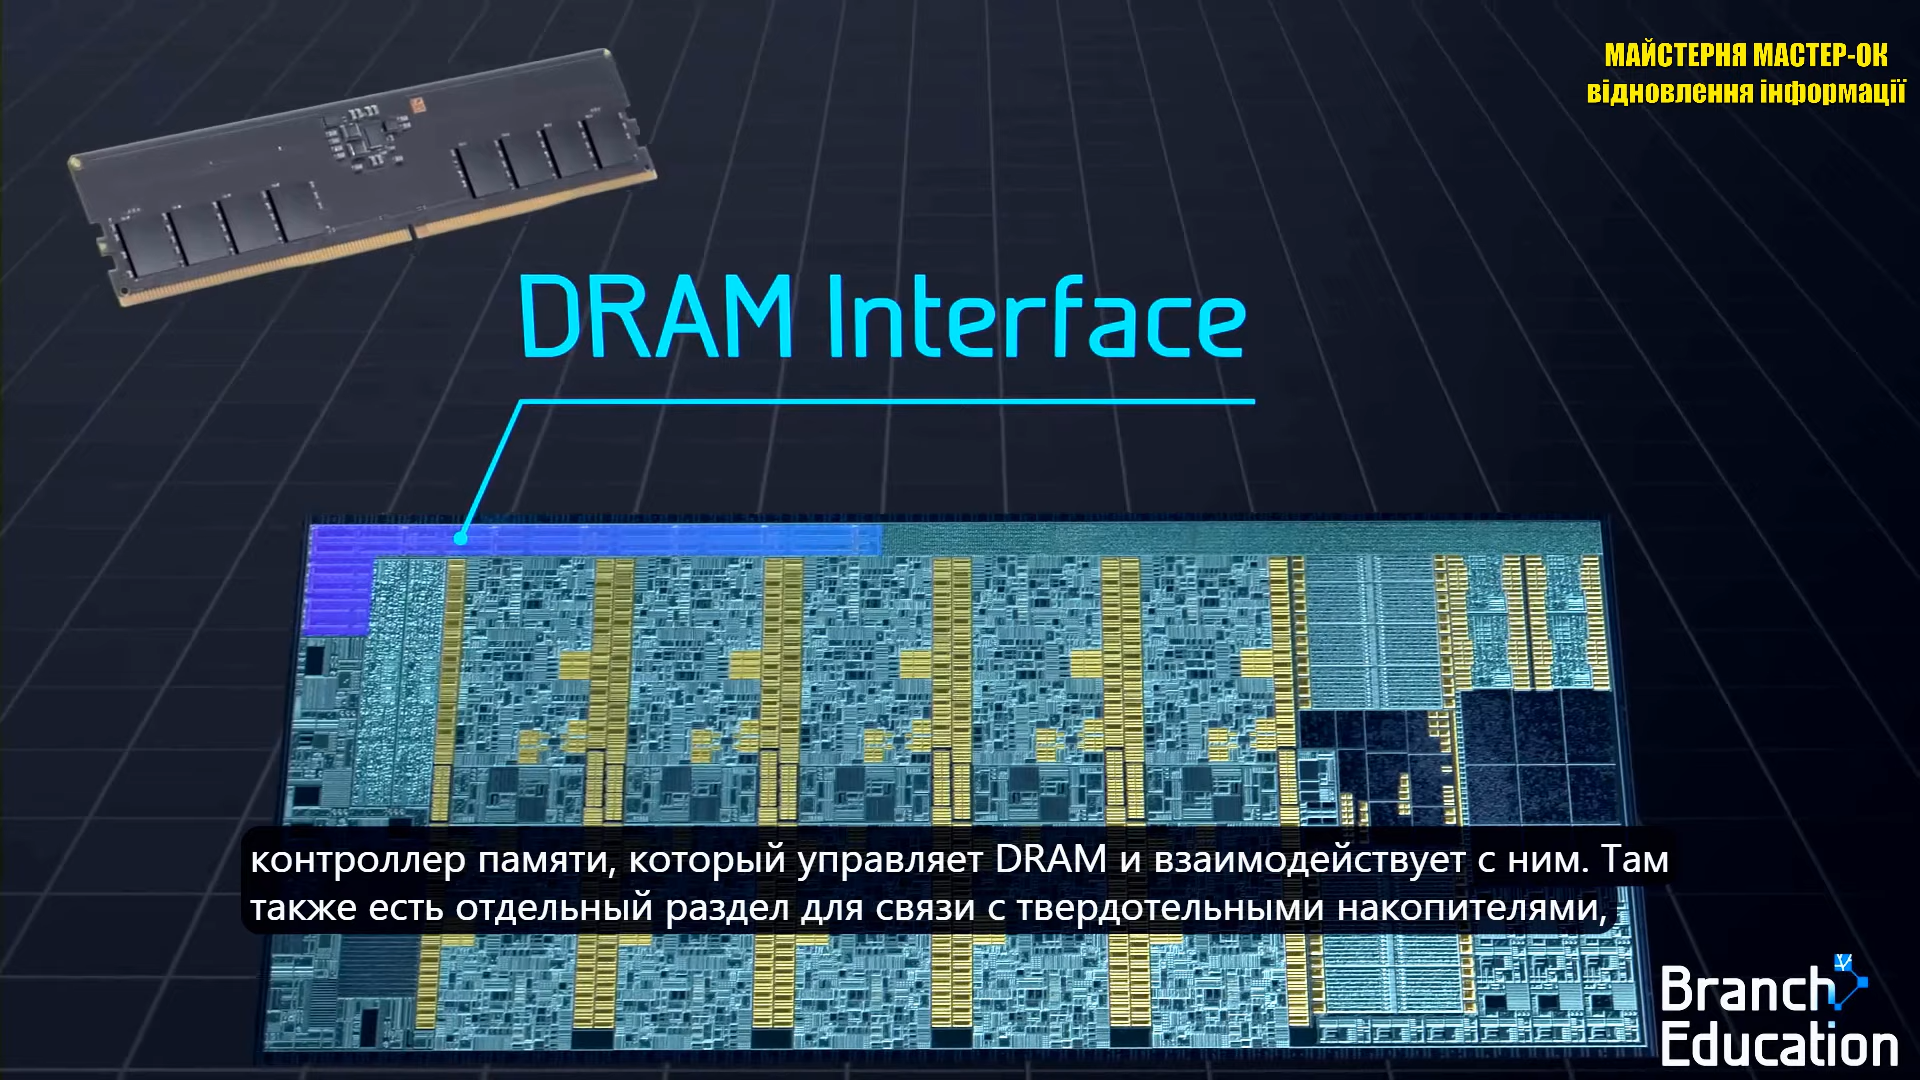 МАЙСТЕРНЯ МАСТЕР-ОК
відновлення інформації
DRAM Interface
контроллер памяти, который управляет DRAM и взаимодействует с ним. Там
также есть отдельный раздел для связи с твердотельными накопителями,
Branch
Education